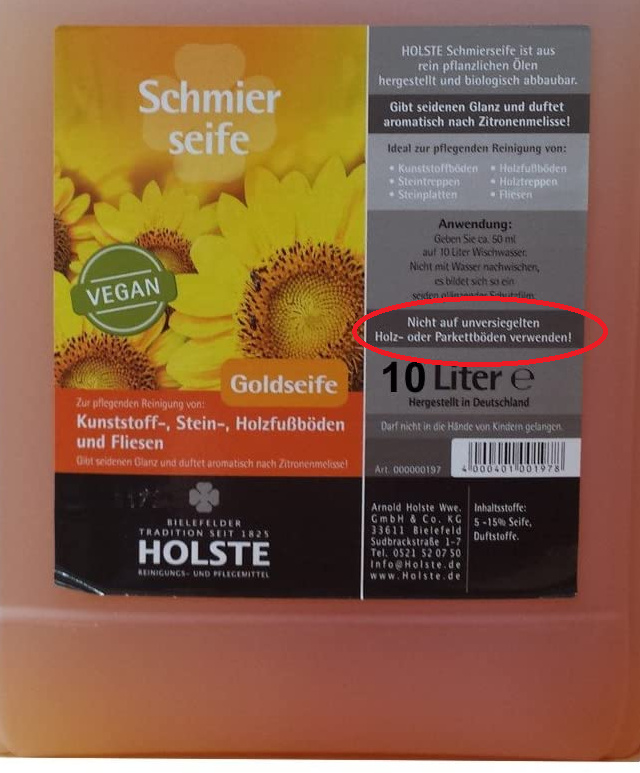 Schmier
seife
VEGAN
Goldseife
Zur pflegenden Reinigung von:
Kunststoff-, Stein-, Holzfußböden
und Fliesen
Gibt seidenen Glanz und duftet aromatisch nach Zitronenmelisse!
BIELEFELDER
TRADITION SEIT 1825
HOLSTE
REINIGUNGS- UND PFLEGEMITTEL
HOLSTE Schmierseife ist aus
rein pflanzlichen Ölen
hergestellt und biologisch abbaubar.
Gibt seidenen Glanz und duftet
aromatisch nach Zitronenmelisse!
Ideal zur pflegenden Reinigung von:
• Kunststoffböden • Holzfußböden
• Steintreppen • Holztreppen
• Steinplatten • Fliesen
Anwendung:
Geben Sie ca. 50 ml
auf 10 Liter Wischwasser.
Nicht mit Wasser nachwischen,
es bildet sich so ein
seiden glänzender Schutzfilm.
Nicht auf unversiegelten
Holz- oder Parkettböden verwenden!
10 Liter ℮
Hergestellt in Deutschland
Darf nicht in die Hände von Kindern gelangen.
Art. 000000197
4 000401 001978
Arnold Holste Wwe.
GmbH & Co. KG
33611 Bielefeld
Sudbrackstraße 1-7
Tel. 0521 52 07 50
Info@Holste.de
www.Holste.de
Inhaltsstoffe:
5 -15% Seife,
Duftstoffe.